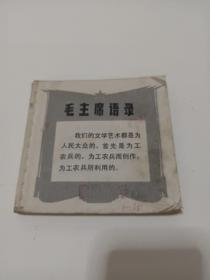 毛主席语录
我们的文学艺术都是为
人民大众的，首先是为工
农兵的，为工农兵而创作，
为工农兵所利用的。